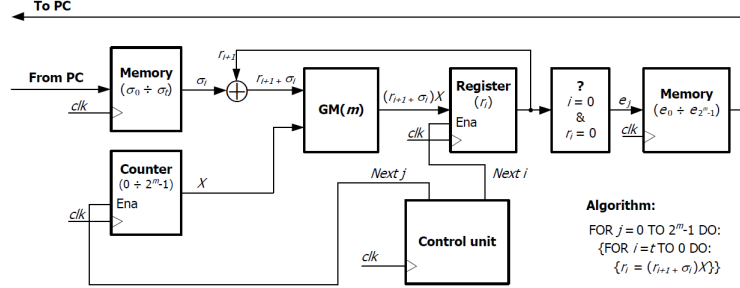 To PC
From PC
Memory
(σ₀ ÷ σₜ)
clk
σᵢ
rᵢ₊₁
rᵢ₊₁ + σᵢ
GM(m)
(rᵢ₊₁ + σᵢ)X
Register
(rᵢ)
Ena
clk
?
i = 0
&
rᵢ = 0
eⱼ
Memory
(e₀ ÷ e₂ᵐ₋₁)
clk
Counter
(0 ÷ 2ᵐ-1)
Ena
clk
X
Next j
Next i
Control unit
clk
Algorithm:
FOR j = 0 TO 2ᵐ-1 DO:
{FOR i = t TO 0 DO:
{rᵢ = (rᵢ₊₁ + σᵢ)X}}